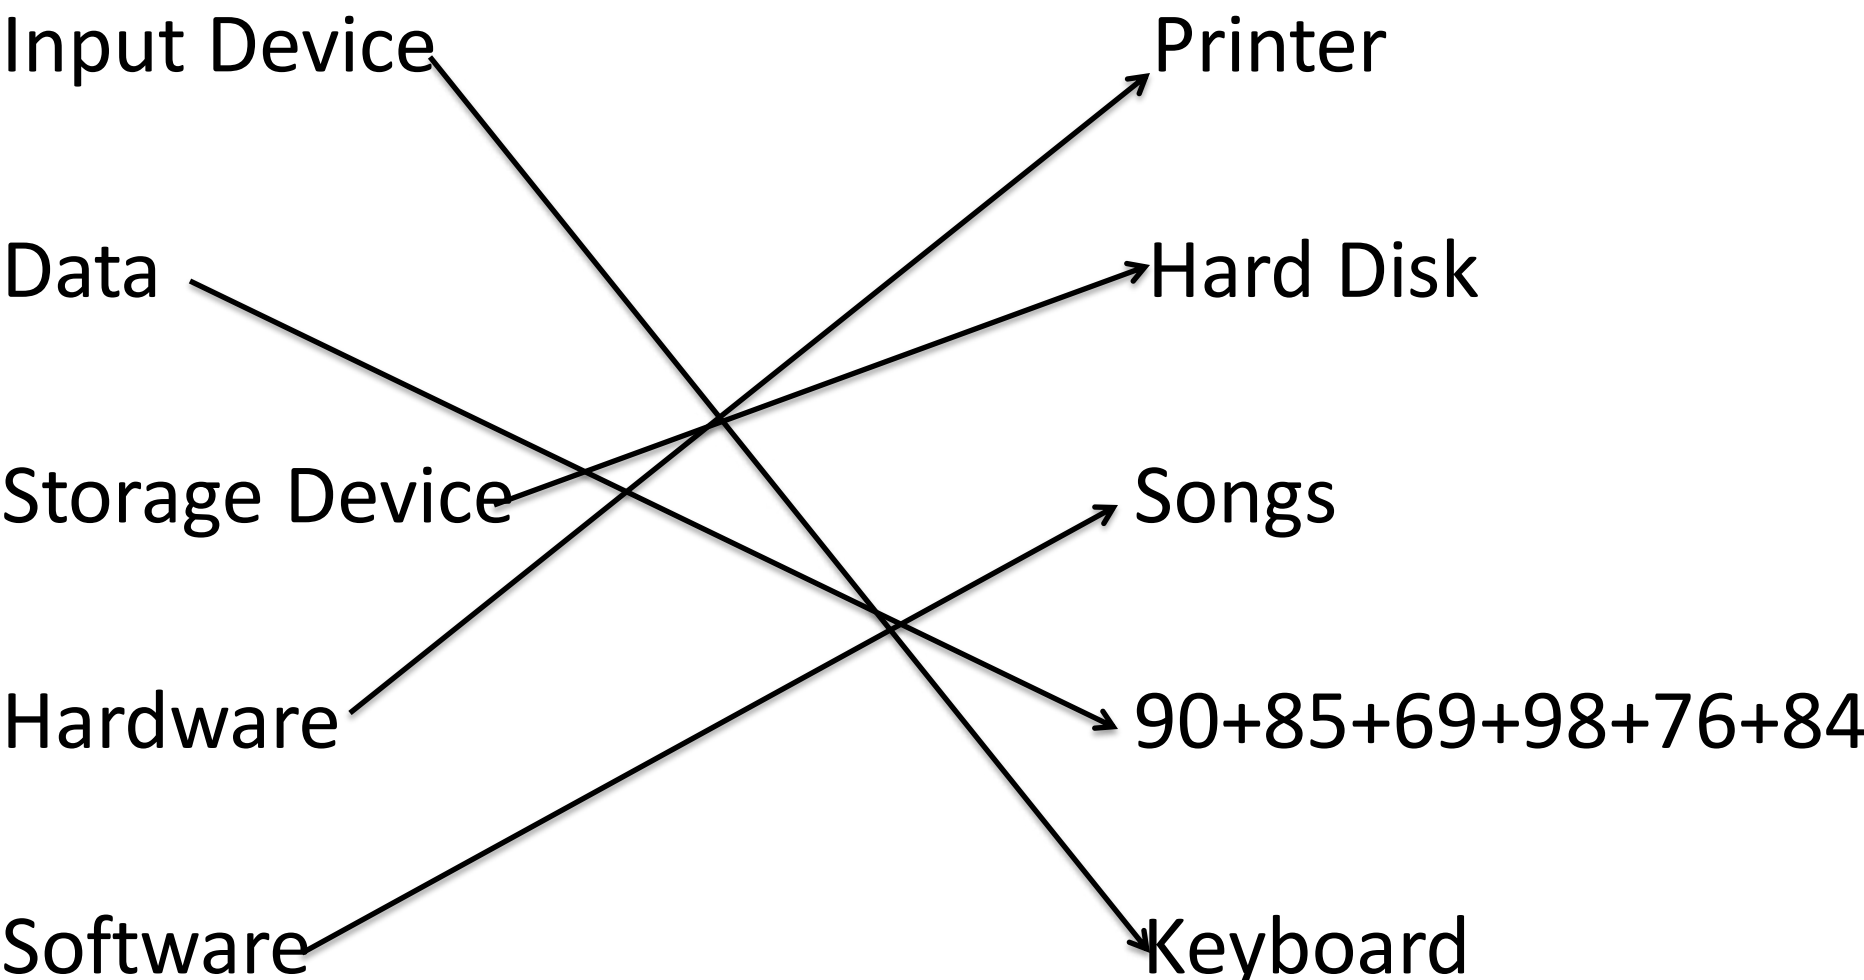 Input Device
Printer
Data
Hard Disk
Storage Device
Songs
Hardware
90+85+69+98+76+84
Software
Keyboard